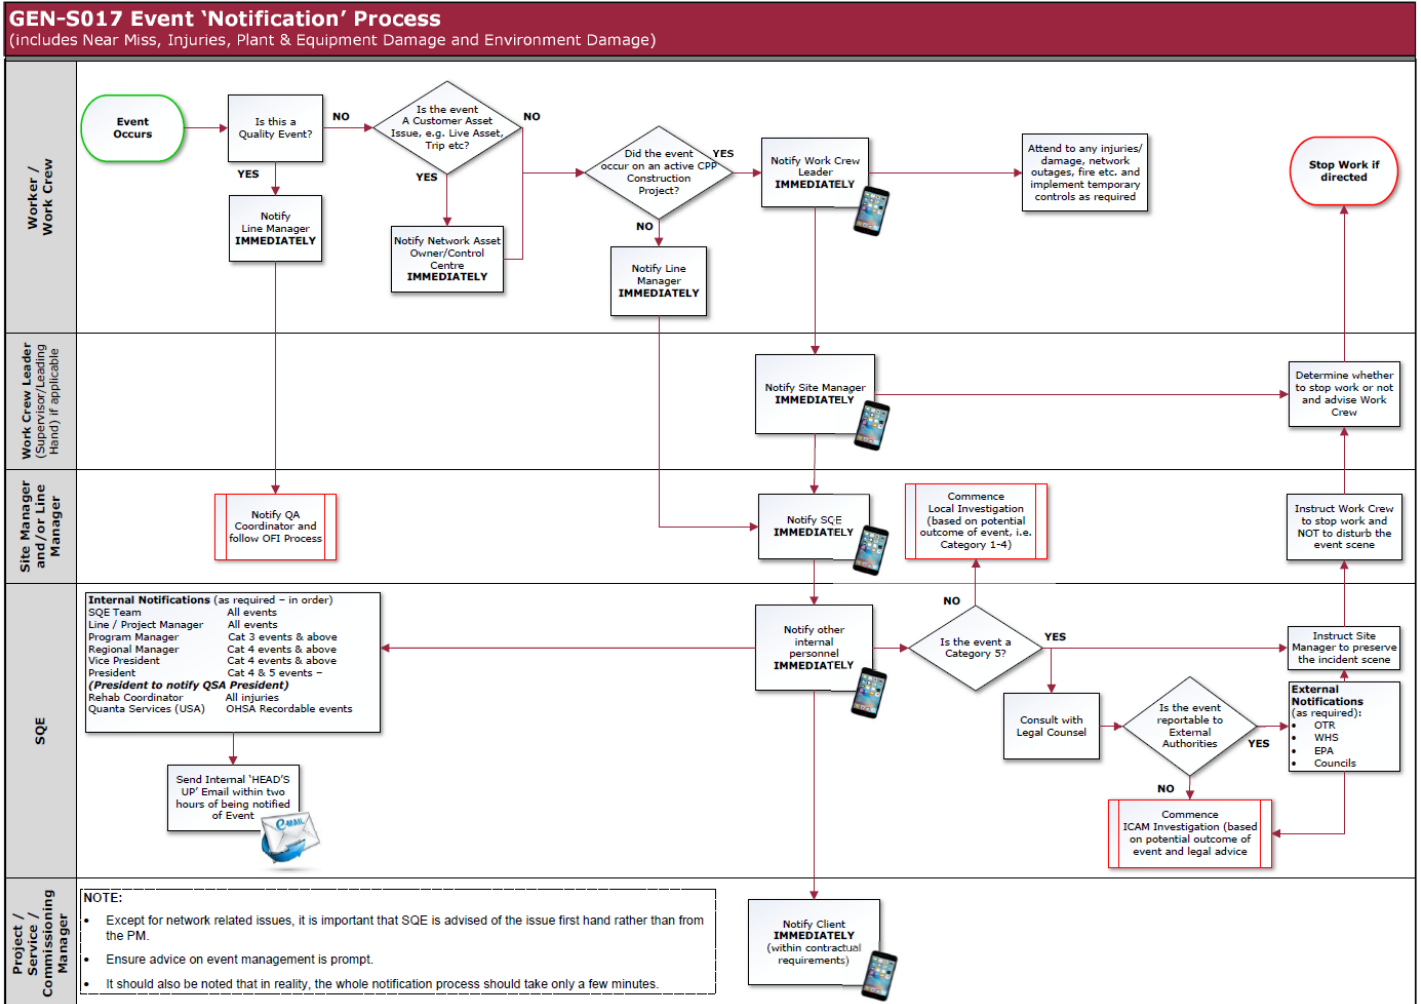 GEN-S017 Event ‘Notification’ Process
(includes Near Miss, Injuries, Plant & Equipment Damage and Environment Damage)
Worker /
Work Crew
Event
Occurs
Is this a
Quality Event?
NO
YES
Notify
Line Manager
IMMEDIATELY
Is the event
A Customer Asset
Issue, e.g. Live Asset,
Trip etc?
NO
YES
Notify Network Asset
Owner/Control
Centre
IMMEDIATELY
Did the event
occur on an active CPP
Construction
Project?
YES
NO
Notify Line
Manager
IMMEDIATELY
Notify Work Crew
Leader
IMMEDIATELY
Attend to any injuries/
damage, network
outages, fire etc. and
implement temporary
controls as required
Stop Work if
directed
Work Crew Leader
(Supervisor/Leading
Hand) if applicable
Notify Site Manager
IMMEDIATELY
Determine whether
to stop work or not
and advise Work
Crew
Site Manager
and/or Line
Manager
Notify QA
Coordinator and
follow OFI Process
Notify SQE
IMMEDIATELY
Commence
Local Investigation
(based on potential
outcome of event, i.e.
Category 1-4)
Instruct Work Crew
to stop work and
NOT to disturb the
event scene
SQE
Internal Notifications (as required – in order)
SQE Team All events
Line / Project Manager All events
Program Manager Cat 3 events & above
Regional Manager Cat 4 events & above
Vice President Cat 4 events & above
President Cat 4 & 5 events –
(President to notify QSA President)
Rehab Coordinator All injuries
Quanta Services (USA) OHSA Recordable events
Send Internal ‘HEAD’S
UP’ Email within two
hours of being notified
of Event
e-MAIL
Notify other
internal
personnel
IMMEDIATELY
NO
Is the event a
Category 5?
YES
Instruct Site
Manager to preserve
the incident scene
Consult with
Legal Counsel
Is the event
reportable to
External
Authorities
YES
NO
External
Notifications
(as required):
• OTR
• WHS
• EPA
• Councils
Commence
ICAM Investigation (based
on potential outcome of
event and legal advice
Project /
Service /
Commissioning
Manager
NOTE:
• Except for network related issues, it is important that SQE is advised of the issue first hand rather than from
the PM.
• Ensure advice on event management is prompt.
• It should also be noted that in reality, the whole notification process should take only a few minutes.
Notify Client
IMMEDIATELY
(within contractual
requirements)